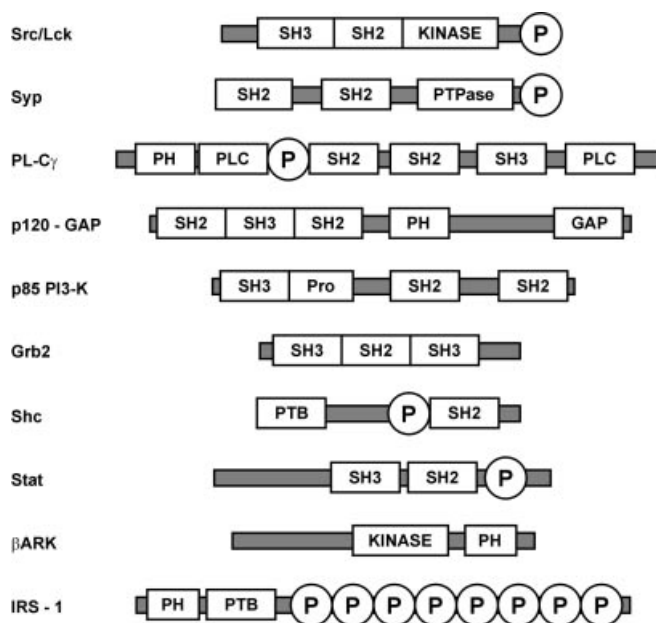 Src/Lck SH3 SH2 KINASE P
Syp SH2 SH2 PTPase P
PL-Cγ PH PLC P SH2 SH2 SH3 PLC
p120 - GAP SH2 SH3 SH2 PH GAP
p85 PI3-K SH3 Pro SH2 SH2
Grb2 SH3 SH2 SH3
Shc PTB P SH2
Stat SH3 SH2 P
βARK KINASE PH
IRS - 1 PH PTB P P P P P P P P